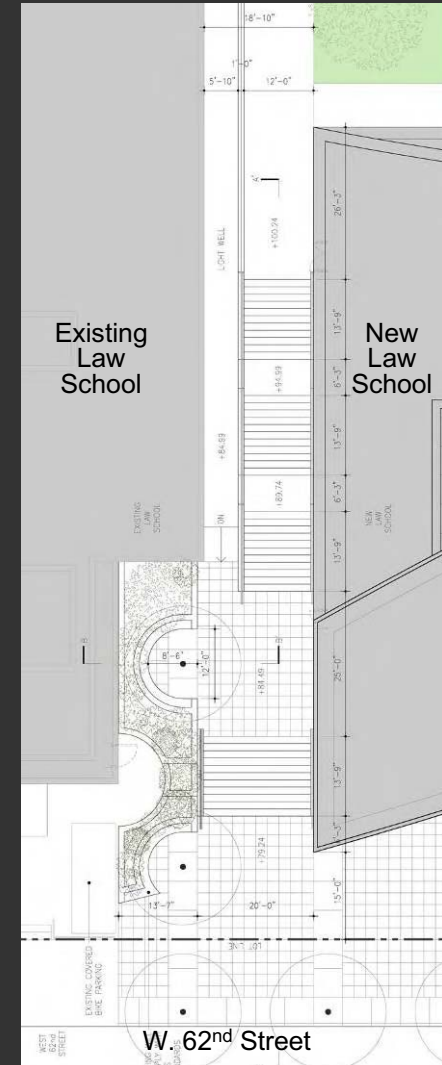 18'-10"
1'-0"
5'-10"
12'-0"
A'
26'-3"
+100.24
LIGHT WELL
13'-9"
Existing
Law
School
New
Law
School
+94.99
6'-3"
13'-9"
+84.89
+89.74
6'-3"
EXISTING
LAW
SCHOOL
NEW
LAW
SCHOOL
DN
13'-9"
B
8'-6"
12'-0"
B'
+84.49
25'-0"
13'-9"
+79.24
13'-7"
20'-0"
15'-0"
LOT LINE
EXISTING COVERED
BIKE PARKING
WEST
62nd
STREET
W. 62nd Street